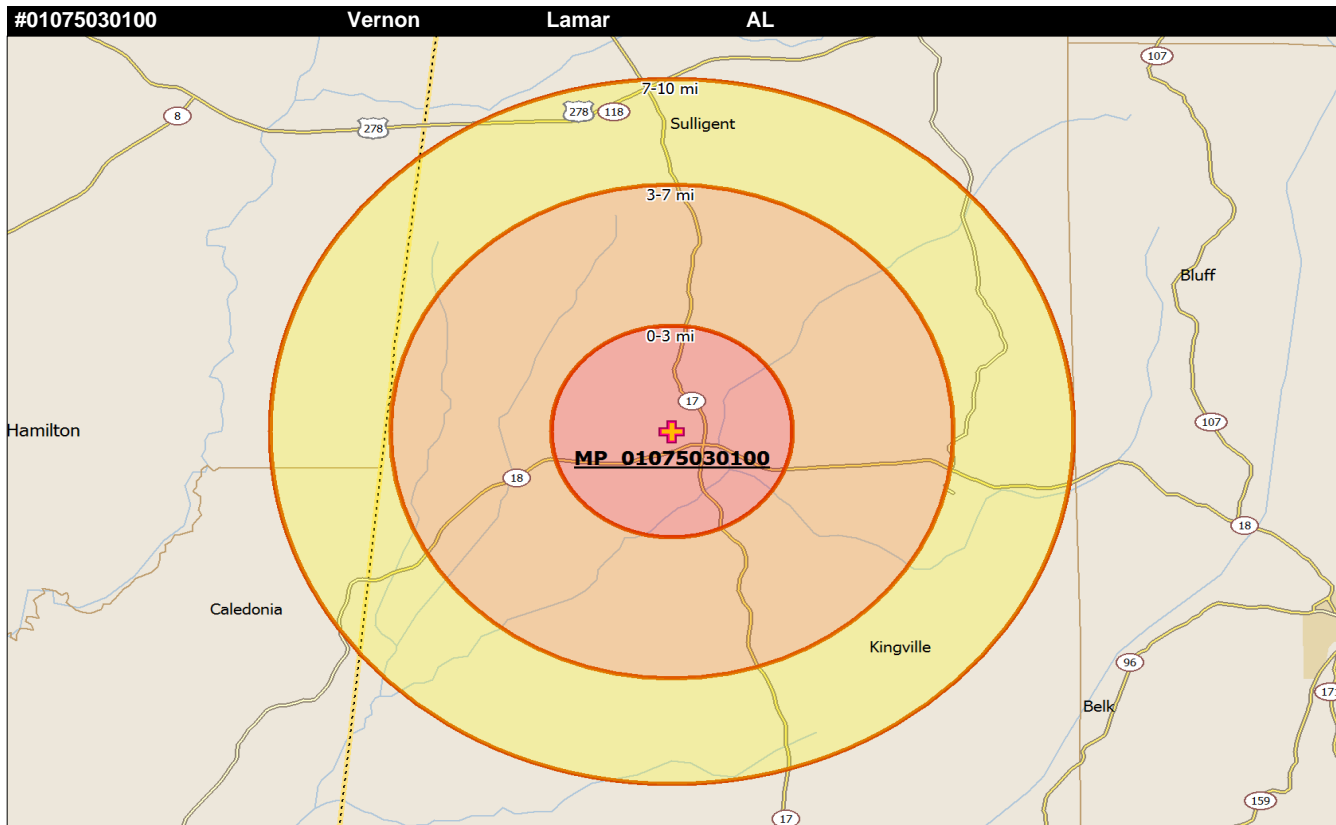 #01075030100 Vernon Lamar AL
107
7-10 mi
8
278
118
278
Sulligent
3-7 mi
Bluff
0-3 mi
17
107
Hamilton
MP 01075030100
18
18
Caledonia
Kingville
96
Belk
171
159
17